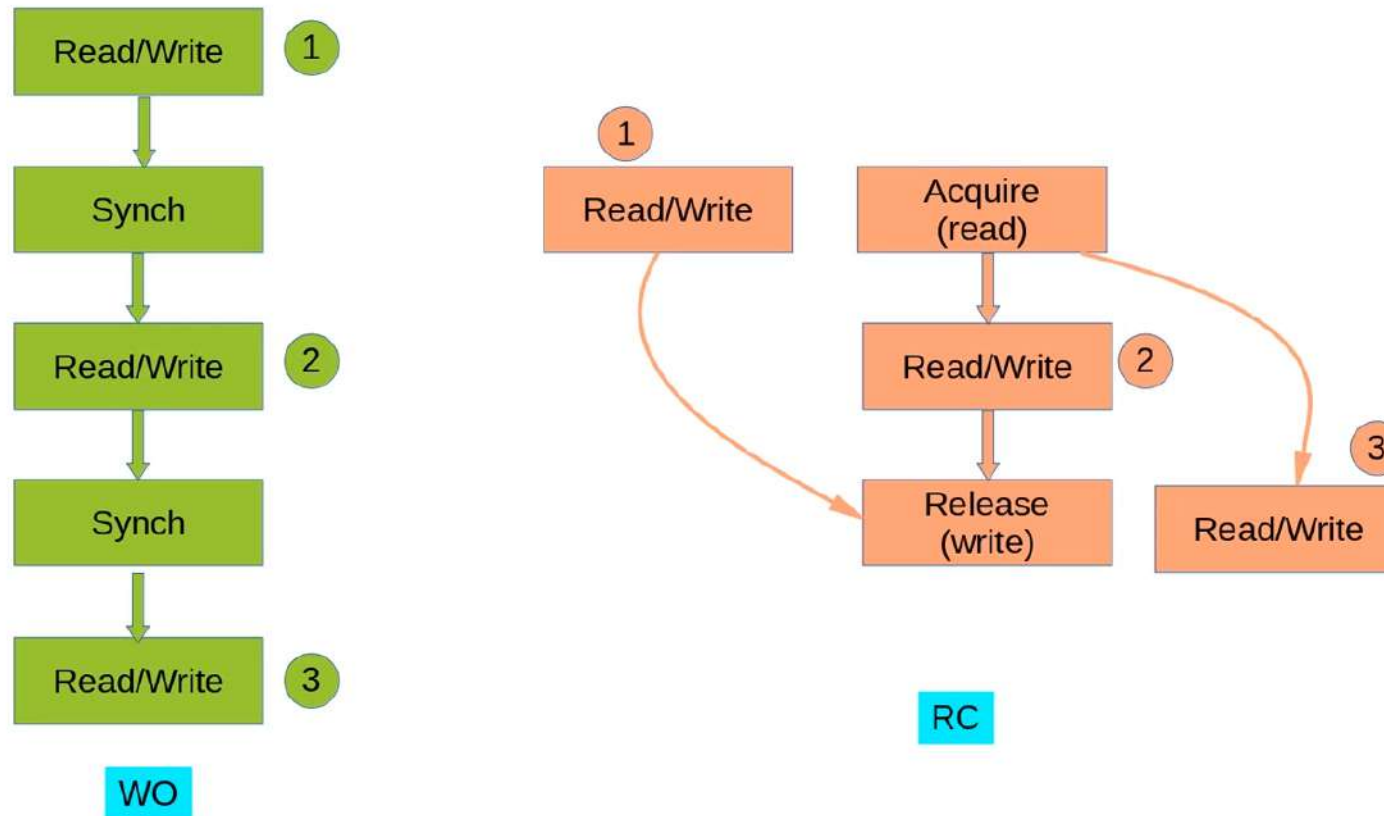 Read/Write
1
Synch
Read/Write
2
Synch
Read/Write
3
WO
1
Read/Write
Acquire
(read)
Read/Write
2
Release
(write)
3
Read/Write
RC